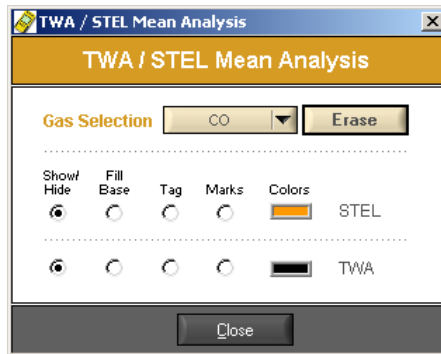 TWA / STEL Mean Analysis
TWA / STEL Mean Analysis
Gas Selection CO Erase
Show/ Fill
Hide Base Tag Marks Colors
STEL
TWA
Close